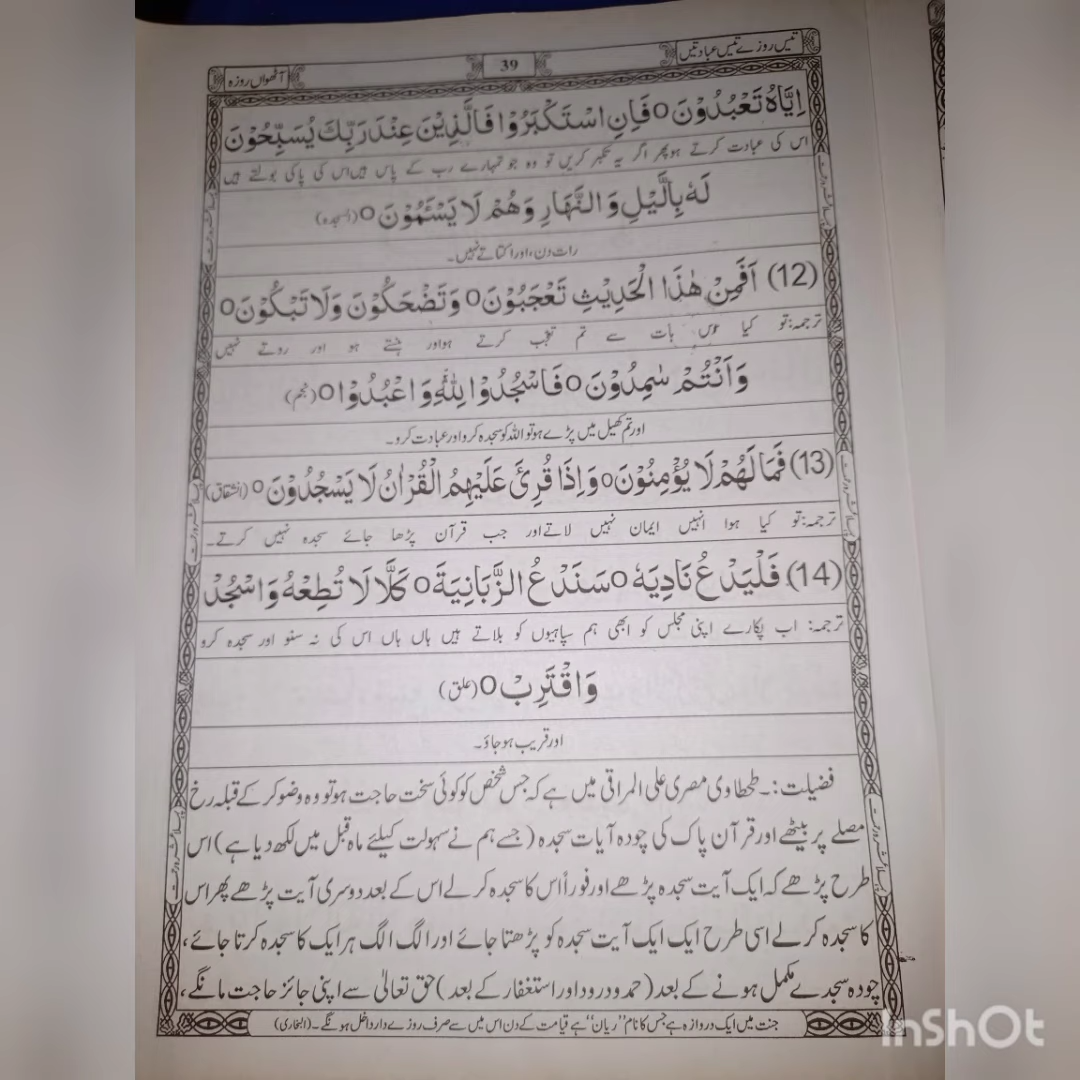 تیس روزے تیس عبادتیں
39
آٹھواں روزہ
اِیَّاهُ تَعْبُدُوْنَ ○ فَاِنِ اسْتَكْبَرُوْا فَالَّذِیْنَ عِنْدَ رَبِّكَ یُسَبِّحُوْنَ
اس کی عبادت کرتے ہو پھر اگر یہ تکبر کریں تو وہ جو تمہارے رب کے پاس ہیں اس کی پاکی بولتے ہیں
لَهٗ بِالَّیْلِ وَالنَّهَارِ وَهُمْ لَا یَسْئَمُوْنَ ○ (سجدہ)
رات دن، اور اکتاتے نہیں۔
(12) اَفَمِنْ هٰذَا الْحَدِیْثِ تَعْجَبُوْنَ ○ وَتَضْحَكُوْنَ وَلَا تَبْكُوْنَ ○
ترجمہ: تو کیا اس بات سے تم تعجب کرتے ہو اور ہنستے ہو اور روتے نہیں
وَاَنْتُمْ سٰمِدُوْنَ ○ فَاسْجُدُوْا لِلّٰهِ وَاعْبُدُوْا ○ (نجم)
اور تم کھیل میں پڑے ہو تو اللہ کو سجدہ کرو اور عبادت کرو۔
(13) فَمَا لَهُمْ لَا یُؤْمِنُوْنَ ○ وَاِذَا قُرِئَ عَلَیْهِمُ الْقُرْاٰنُ لَا یَسْجُدُوْنَ ○ (انشقاق)
ترجمہ: تو کیا ہوا انہیں ایمان نہیں لاتے اور جب قرآن پڑھا جائے سجدہ نہیں کرتے۔
(14) فَلْیَدْعُ نَادِیَهٗ ○ سَنَدْعُ الزَّبَانِیَةَ ○ كَلَّا لَا تُطِعْهُ وَاسْجُدْ
ترجمہ: اب پکارے اپنی مجلس کو ابھی ہم سپاہیوں کو بلاتے ہیں ہاں ہاں اس کی نہ سنو اور سجدہ کرو
وَاقْتَرِبْ ○ (علق)
اور قریب ہو جاؤ۔
فضیلت:۔ طحطاوی مصری علی المراقی میں ہے کہ جس شخص کو کوئی سخت حاجت ہو تو وہ وضو کر کے قبلہ رخ
مصلے پر بیٹھے اور قرآن پاک کی چودہ آیات سجدہ (جسے ہم نے سہولت کیلئے ماقبل میں لکھ دیا ہے) اس
طرح پڑھے کہ ایک آیت سجدہ پڑھے اور فوراً اس کا سجدہ کر لے اس کے بعد دوسری آیت پڑھے پھر اس
کا سجدہ کر لے اسی طرح ایک ایک آیت سجدہ کو پڑھتا جائے اور الگ الگ ہر ایک کا سجدہ کرتا جائے،
چودہ سجدے مکمل ہونے کے بعد (حمد و درود اور استغفار کے بعد) حق تعالٰی سے اپنی جائز حاجت مانگے،
جنت میں ایک دروازہ ہے جس کا نام "ریان" ہے قیامت کے دن اس میں سے صرف روزے دار داخل ہونگے۔ (البخاری)
InShOt